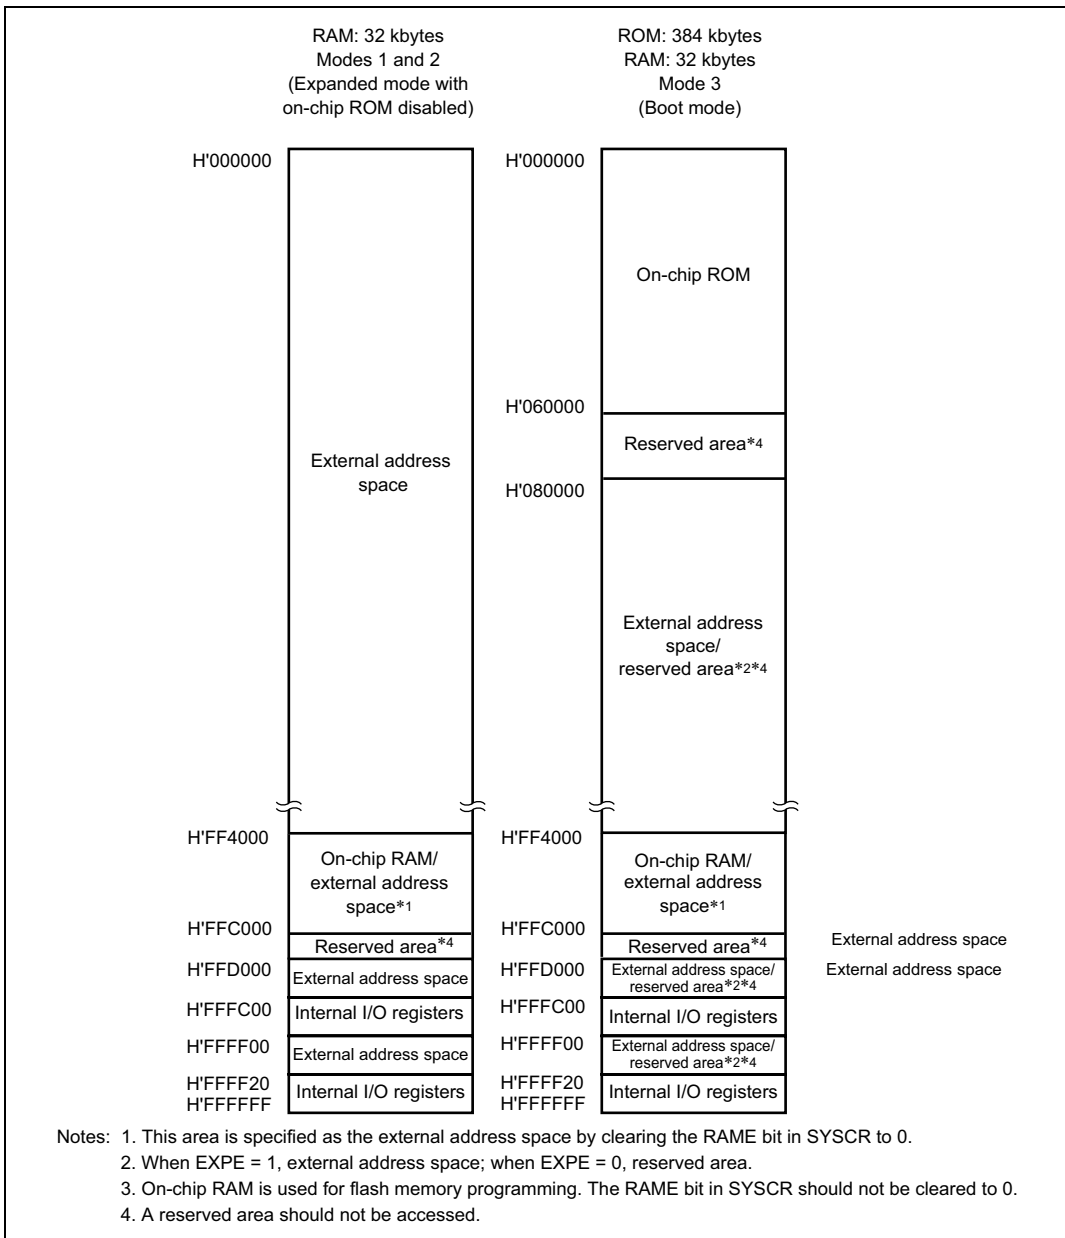 RAM: 32 kbytes
Modes 1 and 2
(Expanded mode with
on-chip ROM disabled)
ROM: 384 kbytes
RAM: 32 kbytes
Mode 3
(Boot mode)
H'000000
External address
space
H'FF4000
On-chip RAM/
external address
space*1
H'FFC000
Reserved area*4
H'FFD000
External address space
H'FFFC00
Internal I/O registers
H'FFFF00
External address space
H'FFFF20
Internal I/O registers
H'FFFFFF
H'000000
On-chip ROM
H'060000
Reserved area*4
H'080000
External address
space/
reserved area*2*4
H'FF4000
On-chip RAM/
external address
space*1
H'FFC000
Reserved area*4
H'FFD000
External address space/
reserved area*2*4
H'FFFC00
Internal I/O registers
H'FFFF00
External address space/
reserved area*2*4
H'FFFF20
Internal I/O registers
H'FFFFFF
External address space
External address space
Notes: 1. This area is specified as the external address space by clearing the RAME bit in SYSCR to 0.
2. When EXPE = 1, external address space; when EXPE = 0, reserved area.
3. On-chip RAM is used for flash memory programming. The RAME bit in SYSCR should not be cleared to 0.
4. A reserved area should not be accessed.